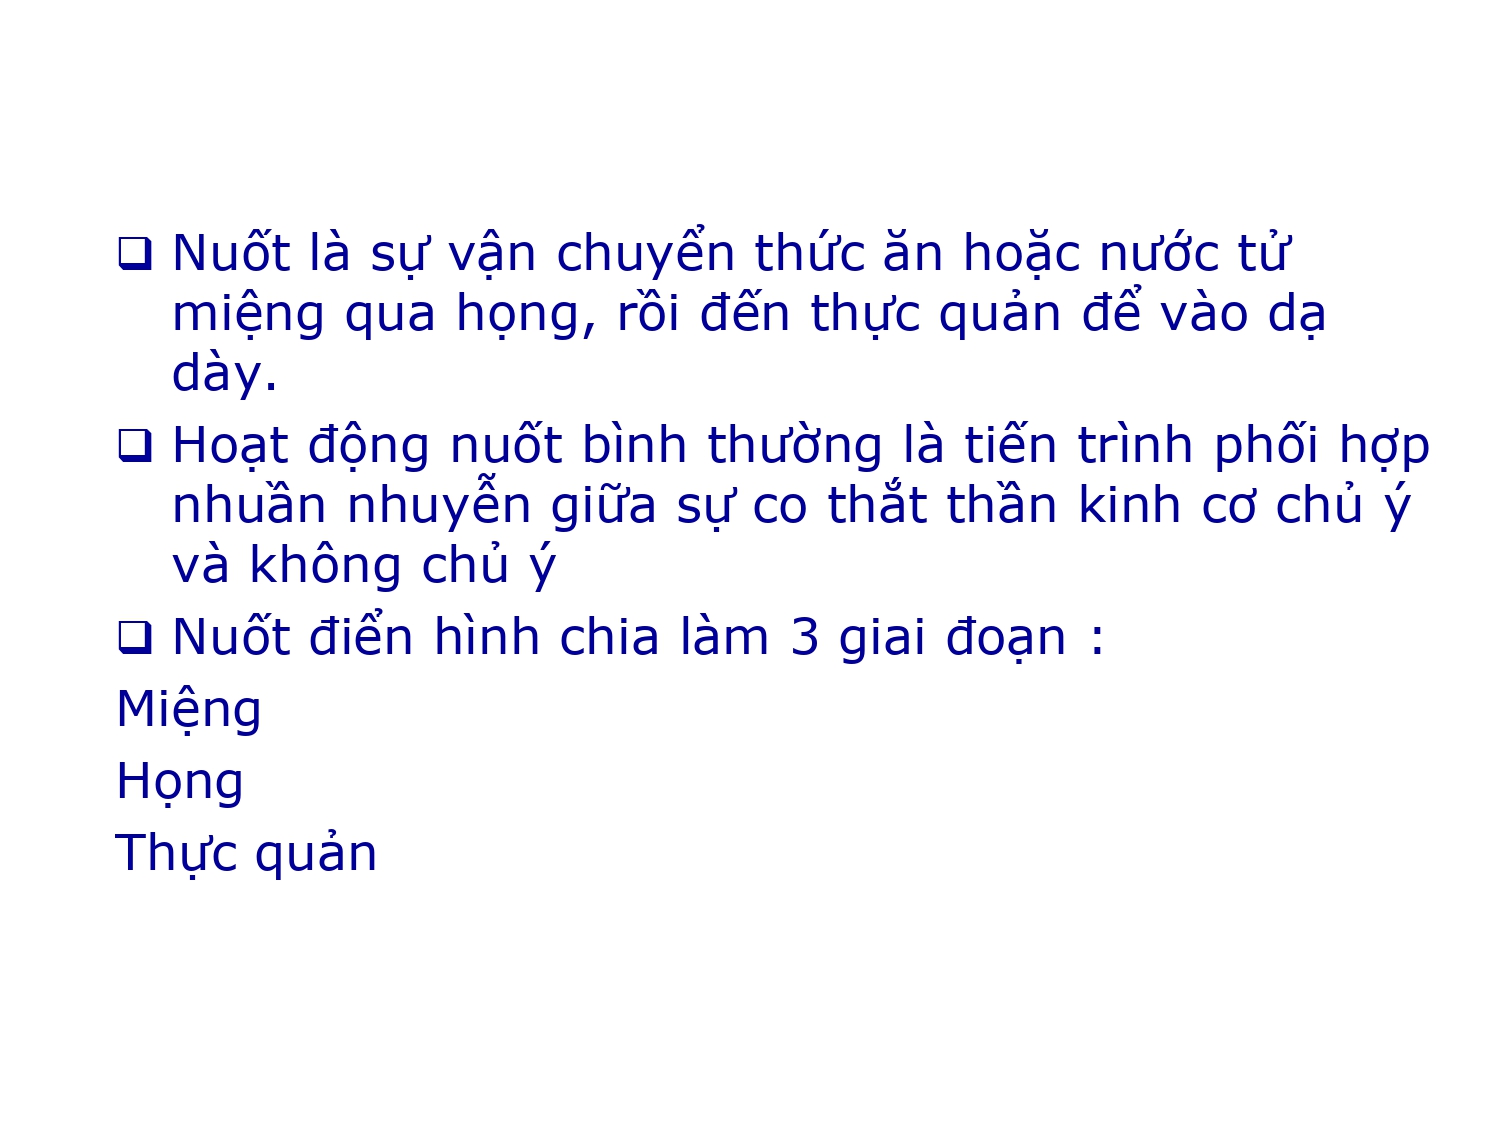 ❑ Nuốt là sự vận chuyển thức ăn hoặc nước tử
miệng qua họng, rồi đến thực quản để vào dạ
dày.
❑ Hoạt động nuốt bình thường là tiến trình phối hợp
nhuần nhuyễn giữa sự co thắt thần kinh cơ chủ ý
và không chủ ý
❑ Nuốt điển hình chia làm 3 giai đoạn :
Miệng
Họng
Thực quản